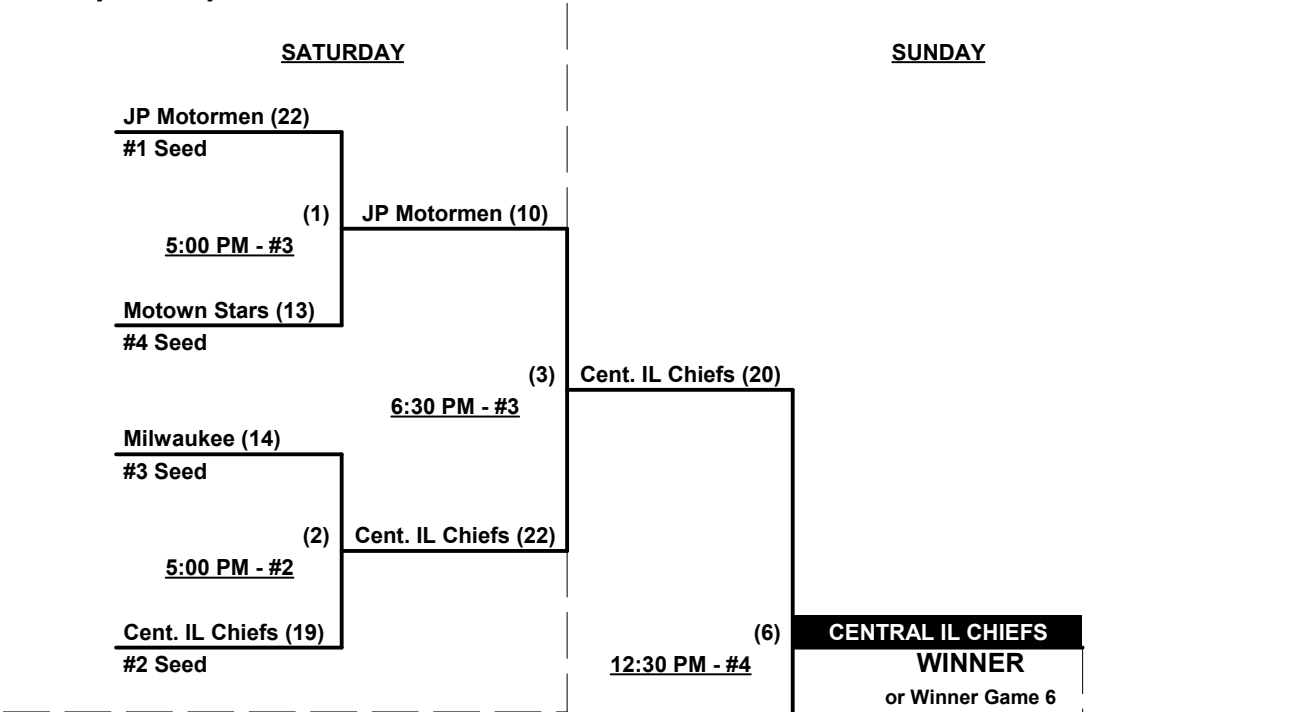 SATURDAY
SUNDAY
JP Motormen (22)
#1 Seed
(1)
JP Motormen (10)
5:00 PM - #3
Motown Stars (13)
#4 Seed
(3)
Cent. IL Chiefs (20)
6:30 PM - #3
Milwaukee (14)
#3 Seed
(2)
Cent. IL Chiefs (22)
5:00 PM - #2
Cent. IL Chiefs (19)
(6)
CENTRAL IL CHIEFS
#2 Seed
12:30 PM - #4
WINNER
or Winner Game 6